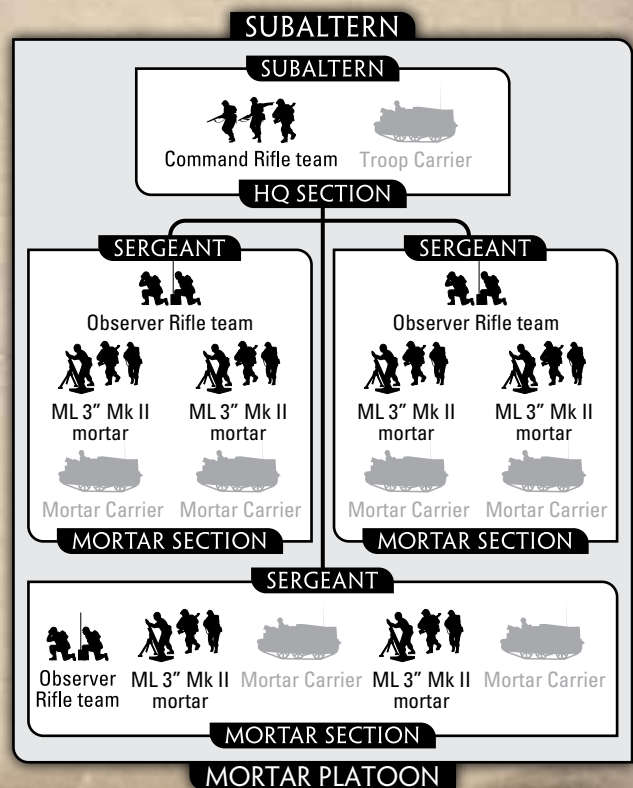 SUBALTERN
SUBALTERN
Command Rifle team
Troop Carrier
HQ SECTION
SERGEANT
Observer Rifle team
ML 3” Mk II
mortar
ML 3” Mk II
mortar
Mortar Carrier
Mortar Carrier
MORTAR SECTION
SERGEANT
Observer Rifle team
ML 3” Mk II
mortar
ML 3” Mk II
mortar
Mortar Carrier
Mortar Carrier
MORTAR SECTION
SERGEANT
Observer
Rifle team
ML 3” Mk II
mortar
Mortar Carrier
ML 3” Mk II
mortar
Mortar Carrier
MORTAR SECTION
MORTAR PLATOON